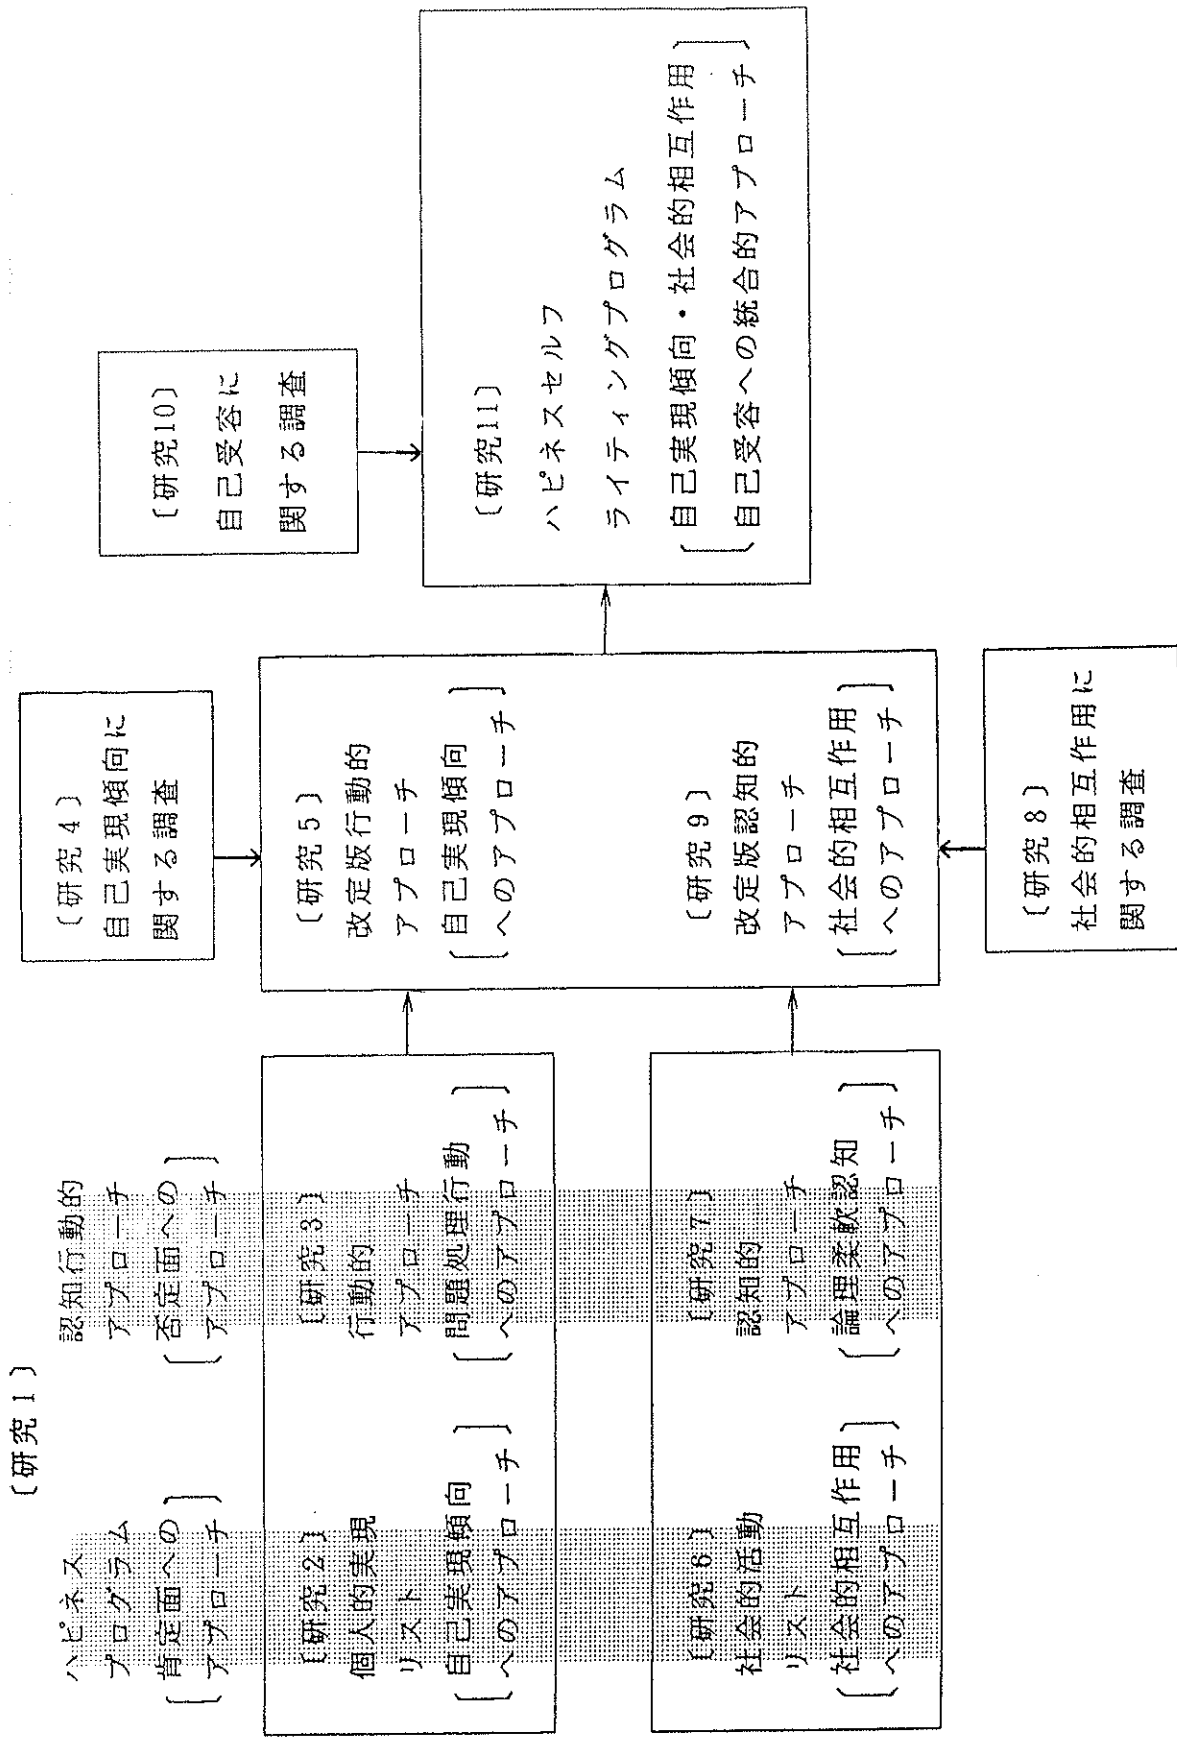 〔研究1〕
ハピネス
プログラム
肯定面への
アプローチ
認知行動的
アプローチ
否定面への
アプローチ
〔研究2〕
個人的実現
リスト
自己実現傾向
へのアプローチ
〔研究3〕
行動的
アプローチ
問題処理行動
へのアプローチ
〔研究6〕
社会的活動
リスト
社会的相互作用
へのアプローチ
〔研究7〕
認知的
アプローチ
論理柔軟認知
へのアプローチ
〔研究4〕
自己実現傾向に
関する調査
〔研究5〕
改定版行動的
アプローチ
自己実現傾向
へのアプローチ
〔研究9〕
改定版認知的
アプローチ
社会的相互作用
へのアプローチ
〔研究8〕
社会的相互作用に
関する調査
〔研究10〕
自己受容に
関する調査
〔研究11〕
ハピネスセルフ
ライティングプログラム
自己実現傾向・社会的相互作用
自己受容への統合的アプローチ